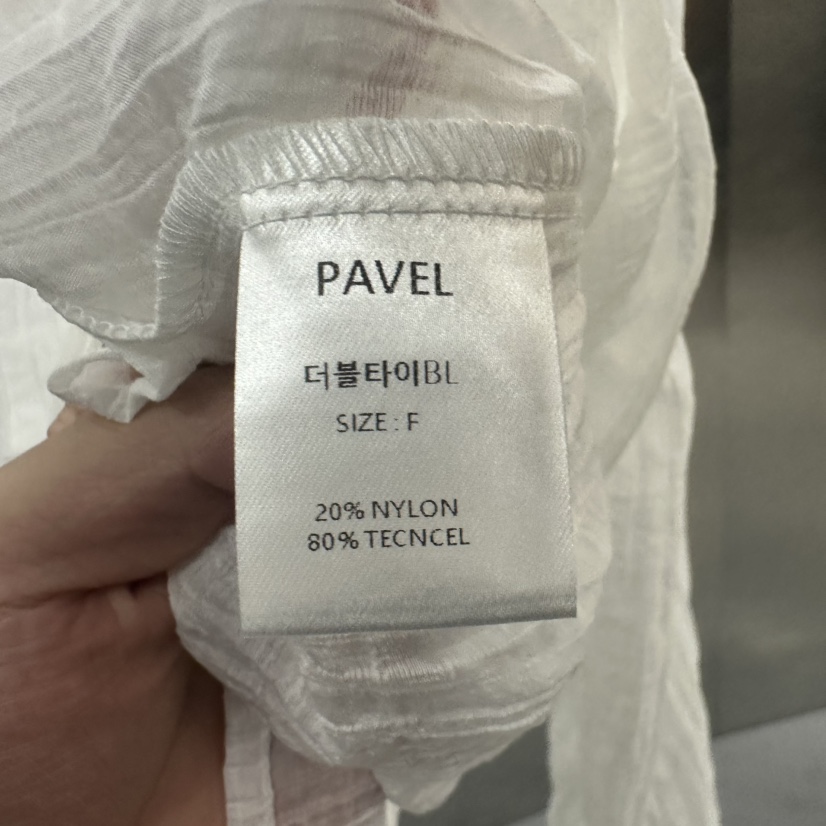 PAVEL
더블타이BL
SIZE : F
20% NYLON
80% TECNCEL